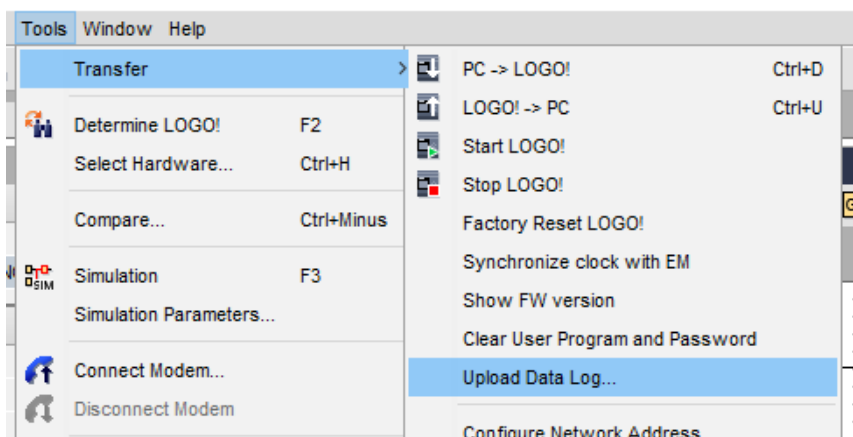 Tools Window Help
Transfer
Determine LOGO! F2
Select Hardware... Ctrl+H
Compare... Ctrl+Minus
SIM Simulation F3
Simulation Parameters...
Connect Modem...
Disconnect Modem
PC -> LOGO! Ctrl+D
LOGO! -> PC Ctrl+U
Start LOGO!
Stop LOGO!
Factory Reset LOGO!
Synchronize clock with EM
Show FW version
Clear User Program and Password
Upload Data Log...
Configure Network Address